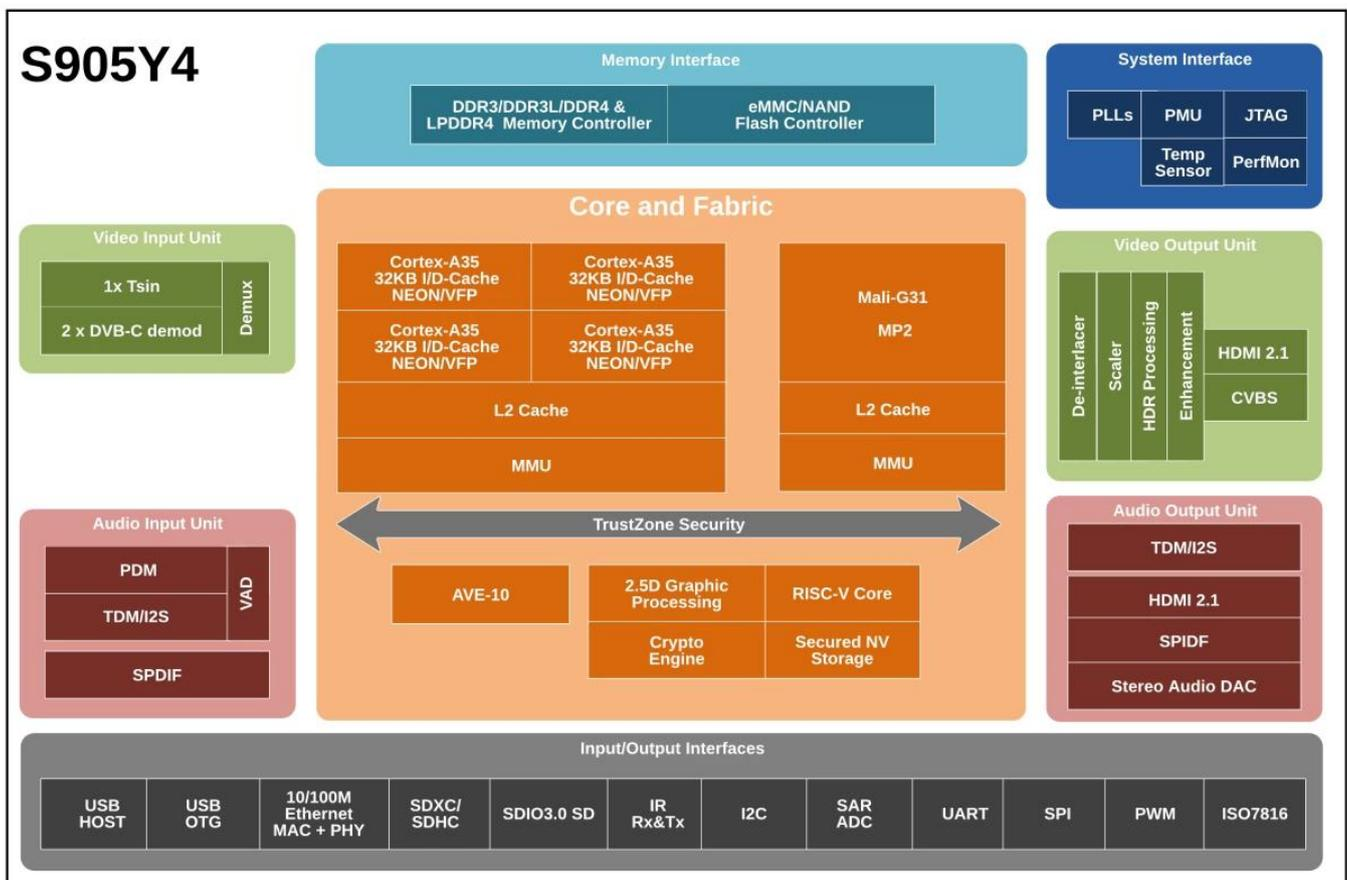 S905Y4
Memory Interface
DDR3/DDR3L/DDR4 &
LPDDR4 Memory Controller
eMMC/NAND
Flash Controller
System Interface
PLLs
PMU
JTAG
Temp
Sensor
PerfMon
Video Input Unit
1x Tsin
2 x DVB-C demod
Demux
Core and Fabric
Cortex-A35
32KB I/D-Cache
NEON/VFP
Cortex-A35
32KB I/D-Cache
NEON/VFP
Cortex-A35
32KB I/D-Cache
NEON/VFP
Cortex-A35
32KB I/D-Cache
NEON/VFP
L2 Cache
MMU
Mali-G31
MP2
L2 Cache
MMU
TrustZone Security
AVE-10
2.5D Graphic
Processing
RISC-V Core
Crypto
Engine
Secured NV
Storage
Video Output Unit
De-interlacer
Scaler
HDR Processing
Enhancement
HDMI 2.1
CVBS
Audio Input Unit
PDM
TDM/I2S
VAD
SPDIF
Audio Output Unit
TDM/I2S
HDMI 2.1
SPIDF
Stereo Audio DAC
Input/Output Interfaces
USB
HOST
USB
OTG
10/100M
Ethernet
MAC + PHY
SDXC/
SDHC
SDIO3.0 SD
IR
Rx&Tx
I2C
SAR
ADC
UART
SPI
PWM
ISO7816